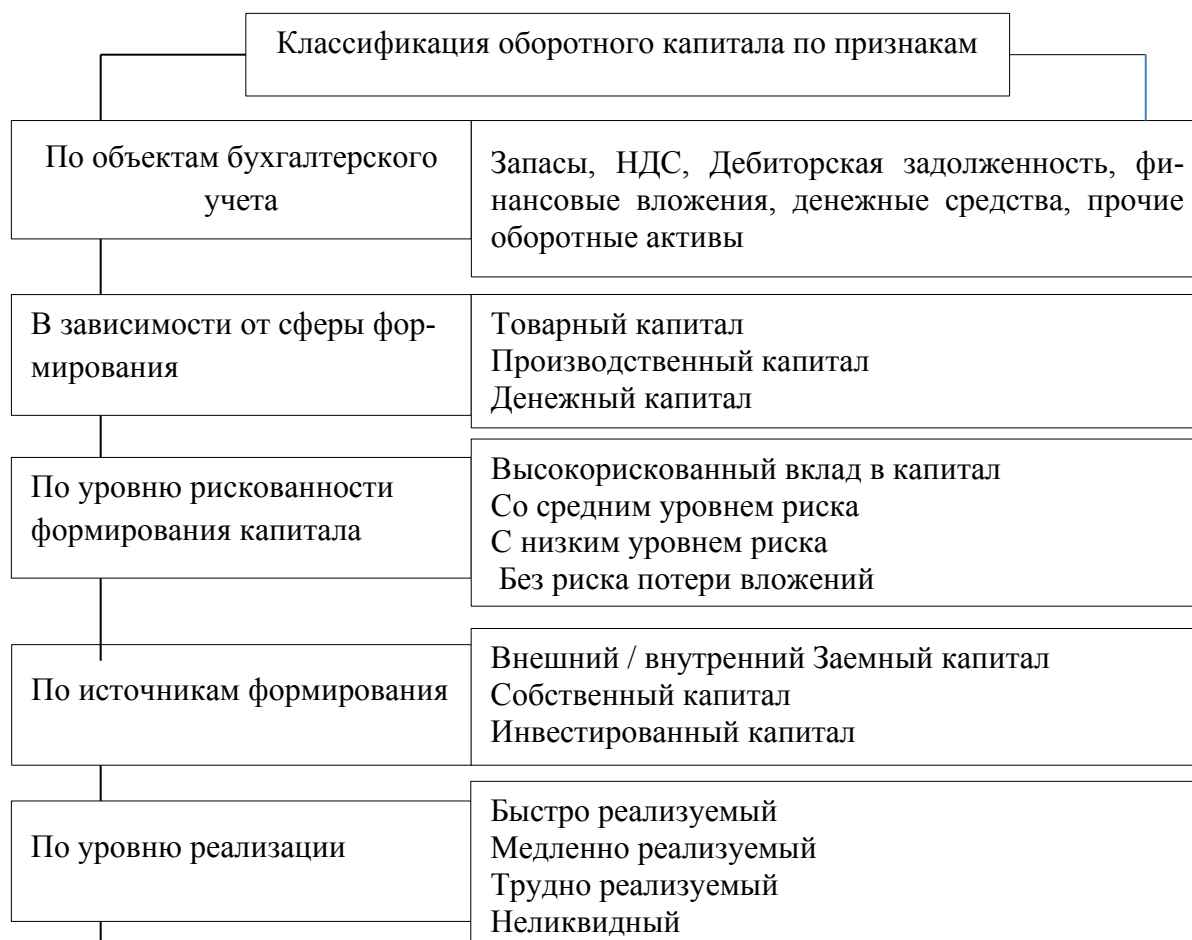 Классификация оборотного капитала по признакам
По объектам бухгалтерского
учета
Запасы, НДС, Дебиторская задолженность, фи-
нансовые вложения, денежные средства, прочие
оборотные активы
В зависимости от сферы фор-
мирования
Товарный капитал
Производственный капитал
Денежный капитал
По уровню рискованности
формирования капитала
Высокорискованный вклад в капитал
Со средним уровнем риска
С низким уровнем риска
Без риска потери вложений
По источникам формирования
Внешний / внутренний Заемный капитал
Собственный капитал
Инвестированный капитал
По уровню реализации
Быстро реализуемый
Медленно реализуемый
Трудно реализуемый
Неликвидный